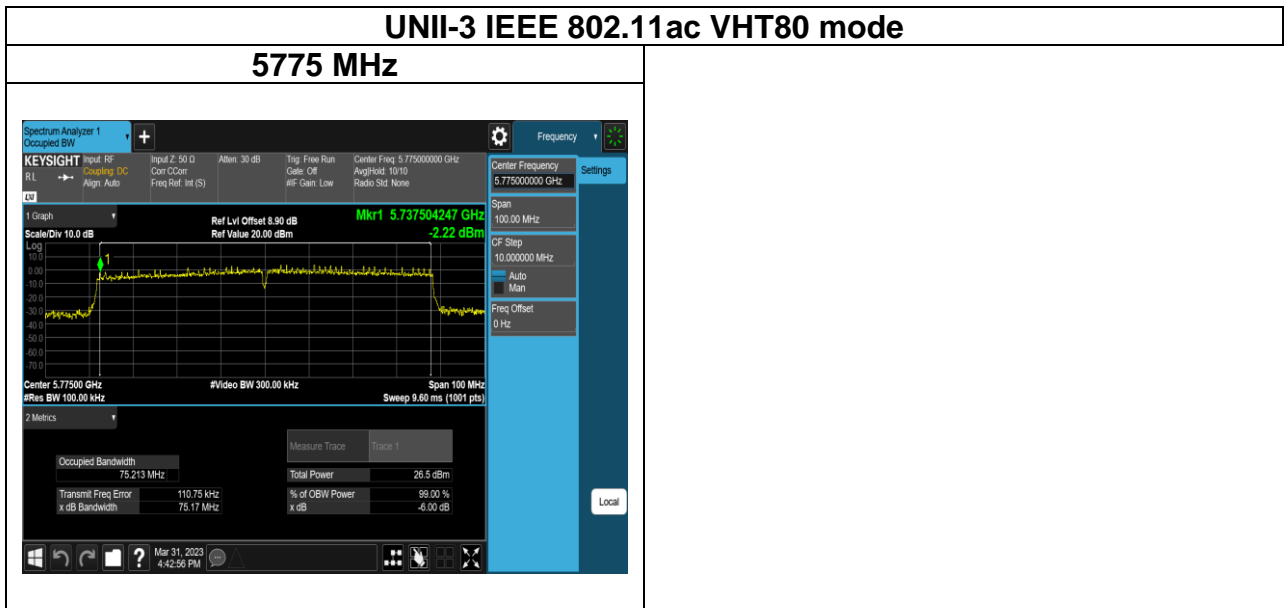 UNII-3 IEEE 802.11ac VHT80 mode
5775 MHz
Spectrum Analyzer 1
Occupied BW
+
Frequency
KEYSIGHT
Input: RF
Coupling: DC
Align: Auto
Input Z: 50 Ω
Corr CCorr
Freq Ref: Int (S)
Atten: 30 dB
Trig: Free Run
Gate: Off
#IF Gain: Low
Center Freq: 5.775000000 GHz
Avg|Hold: 10/10
Radio Std: None
RL
LXI
1 Graph
Scale/Div 10.0 dB
Ref Lvl Offset 8.90 dB
Ref Value 20.00 dBm
Mkr1 5.737504247 GHz
-2.22 dBm
Log
10.0
0.00
-10.0
-20.0
-30.0
-40.0
-50.0
-60.0
-70.0
1
Center 5.77500 GHz
#Res BW 100.00 kHz
#Video BW 300.00 kHz
Span 100 MHz
Sweep 9.60 ms (1001 pts)
2 Metrics
Measure Trace Trace 1
Occupied Bandwidth
75.213 MHz
Total Power 26.5 dBm
Transmit Freq Error 110.75 kHz
% of OBW Power 99.00 %
x dB Bandwidth 75.17 MHz
x dB -6.00 dB
Center Frequency
5.775000000 GHz
Settings
Span
100.00 MHz
CF Step
10.000000 MHz
Auto
Man
Freq Offset
0 Hz
Local
?
Mar 31, 2023
4:42:56 PM